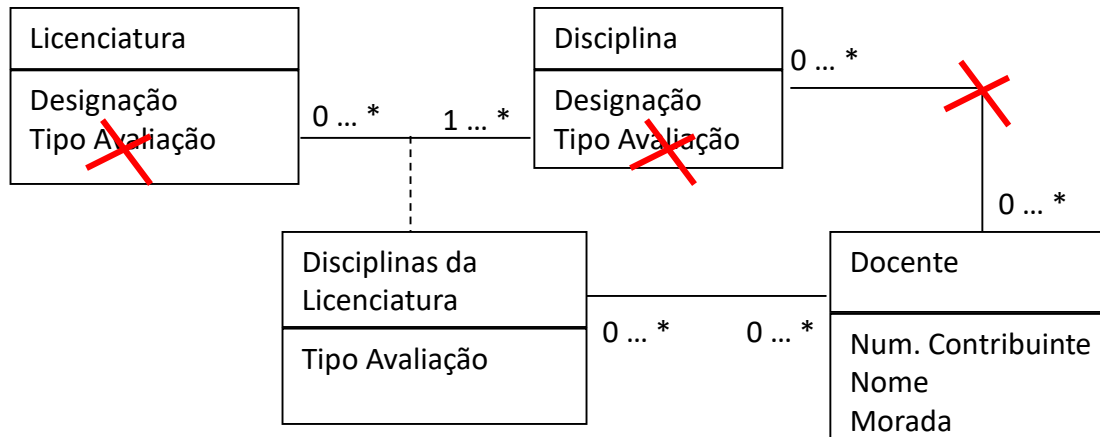 Licenciatura
Designação
Tipo Avaliação
0 ... *
1 ... *
Disciplina
Designação
Tipo Avaliação
0 ... *
0 ... *
Disciplinas da
Licenciatura
Tipo Avaliação
0 ... *
0 ... *
Docente
Num. Contribuinte
Nome
Morada